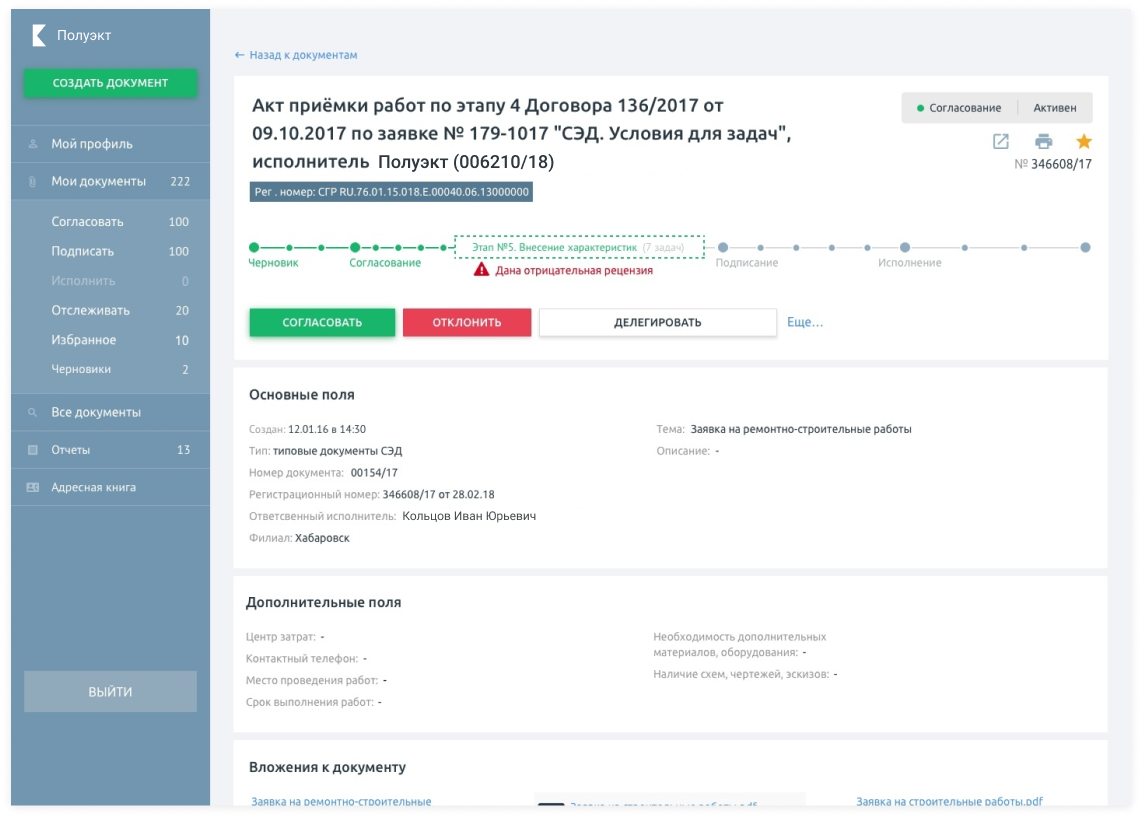 Полуэкт
СОЗДАТЬ ДОКУМЕНТ
Мой профиль
Мои документы 222
Согласовать 100
Подписать 100
Исполнить 0
Отслеживать 20
Избранное 10
Черновики 2
Все документы
Отчеты 13
Адресная книга
ВЫЙТИ
← Назад к документам
Акт приёмки работ по этапу 4 Договора 136/2017 от
09.10.2017 по заявке № 179-1017 "СЭД. Условия для задач",
исполнитель Полуэкт (006210/18)
Рег . номер: СГР RU.76.01.15.018.Е.00040.06.13000000
Согласование Активен
№ 346608/17
Черновик
Согласование
Этап №5. Внесение характеристик (7 задач)
Дана отрицательная рецензия
Подписание
Исполнение
СОГЛАСОВАТЬ
ОТКЛОНИТЬ
ДЕЛЕГИРОВАТЬ
Еще...
Основные поля
Создан: 12.01.16 в 14:30
Тип: типовые документы СЭД
Номер документа: 00154/17
Регистрационный номер: 346608/17 от 28.02.18
Ответсвенный исполнитель: Кольцов Иван Юрьевич
Филиал: Хабаровск
Тема: Заявка на ремонтно-строительные работы
Описание: -
Дополнительные поля
Центр затрат: -
Контактный телефон: -
Место проведения работ: -
Срок выполнения работ: -
Необходимость дополнительных
материалов, оборудования: -
Наличие схем, чертежей, эскизов: -
Вложения к документу
Заявка на ремонтно-строительные
Заявка на строительные работы.pdf
Заявка на строительные работы.pdf